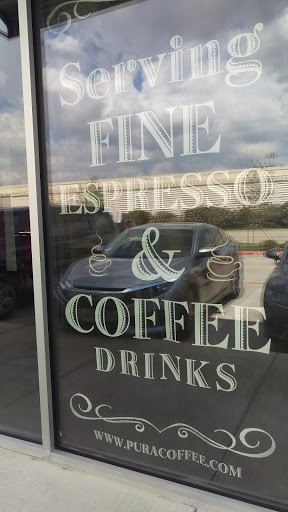 Serving
FINE
ESPRESSO
&
COFFEE
DRINKS
WWW.PURACOFFEE.COM